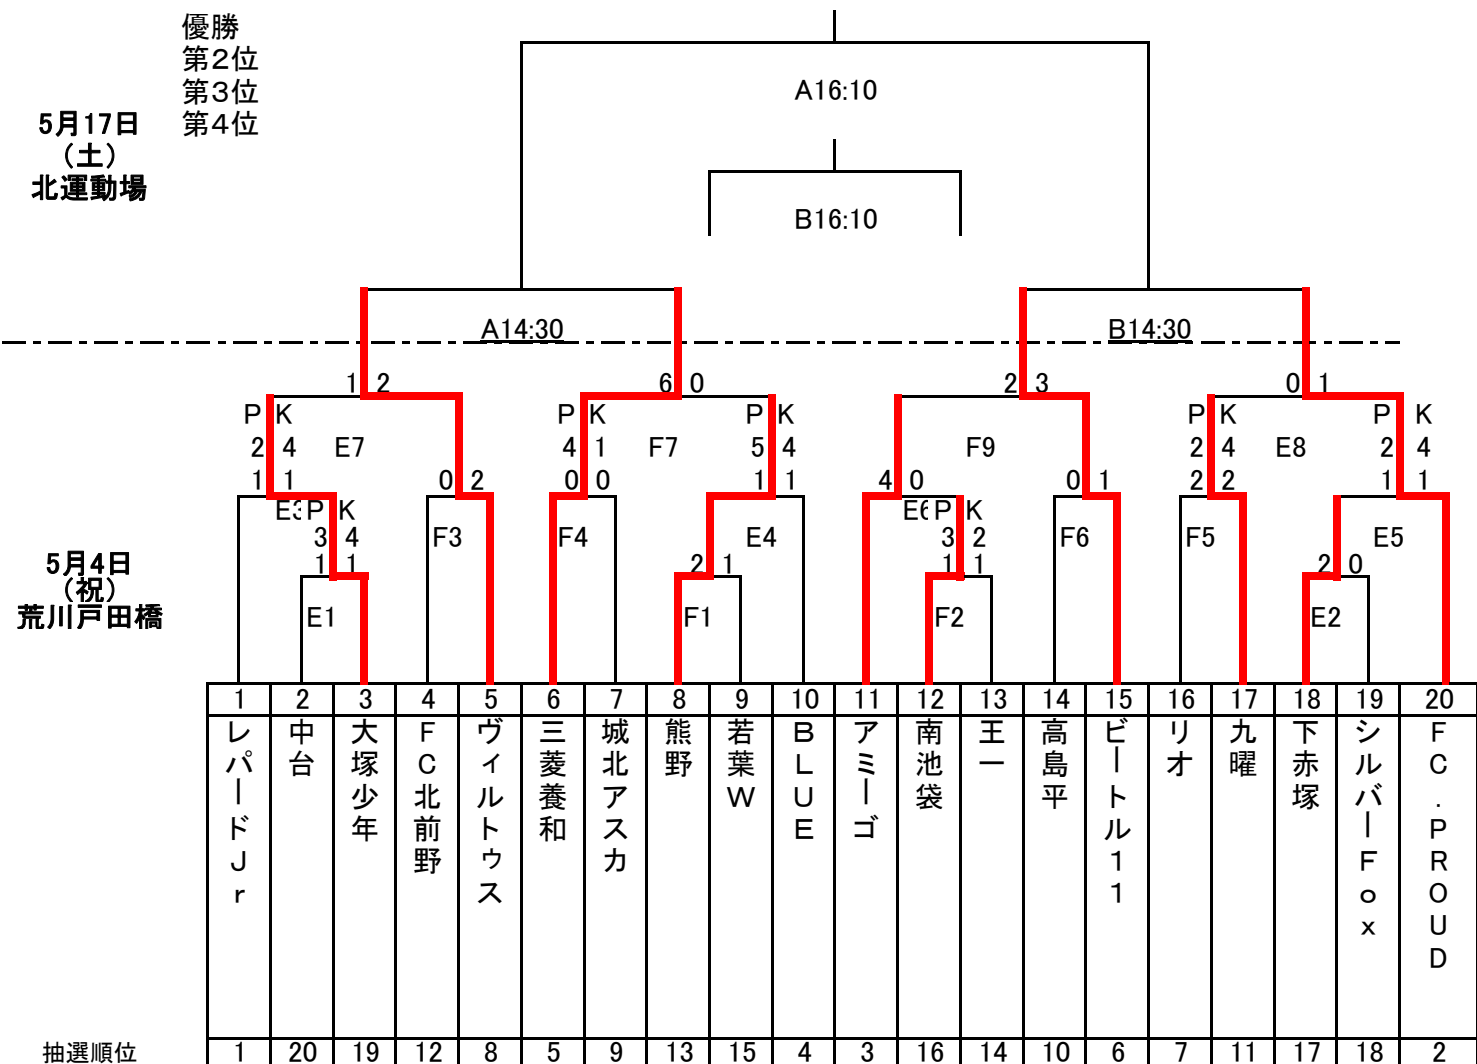 優勝
第2位
第3位
第4位
5月17日
（土）
北運動場
A16:10
B16:10
A14:30
B14:30
1 2
6 0
2 3
0 1
P K
P K
P K
P K
P K
2 4
E7
4 1
F7
5 4
F9
2 4
E8
2 4
1 1
0 2
0 0
1 1
4 0
0 1
2 2
1 1
P K
P K
3 4
F3
F4
E4
3 2
F6
F5
E5
1 1
2 1
1 1
2 0
5月4日
（祝）
荒川戸田橋
E1
F1
F2
E2
1 2 3 4 5 6 7 8 9 10 11 12 13 14 15 16 17 18 19 20
レパードJr
中台
大塚少年
FC北前野
ヴィルトゥス
三菱養和
城北アスカ
熊野
若葉W
BLUE
アミーゴ
南池袋
王一
高島平
ビートル11
リオ
九曜
下赤塚
シルバーFox
FC.PROUD
抽選順位 1 20 19 12 8 5 9 13 15 4 3 16 14 10 6 7 11 17 18 2